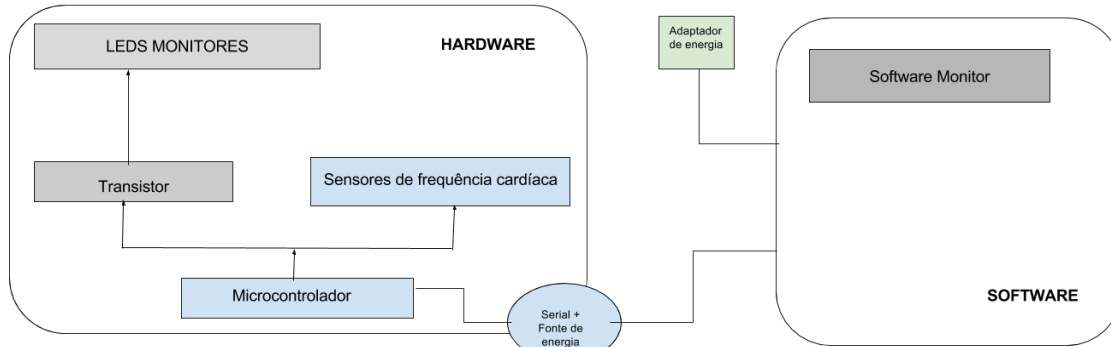 LEDS MONITORES
HARDWARE
Adaptador
de energia
Software Monitor
Transistor
Sensores de frequência cardíaca
Microcontrolador
Serial +
Fonte de
energia
SOFTWARE